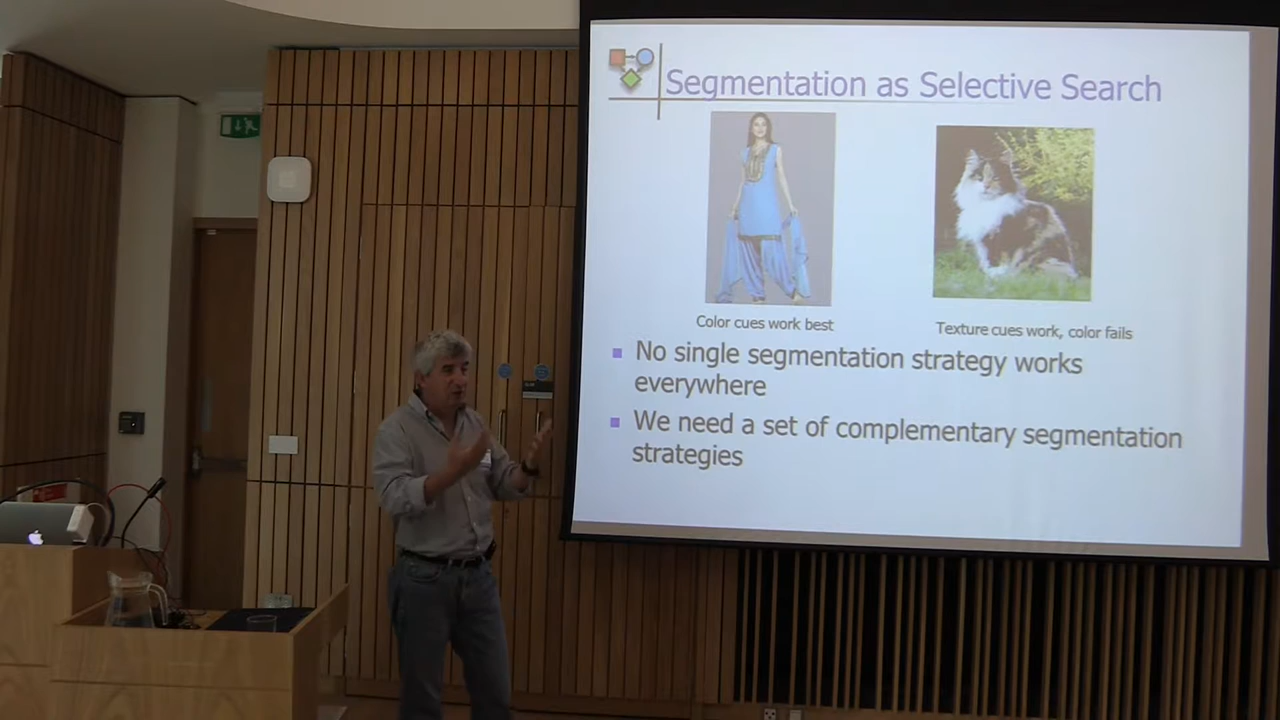 Segmentation as Selective Search
Color cues work best
Texture cues work, color fails
No single segmentation strategy works
everywhere
We need a set of complementary segmentation
strategies